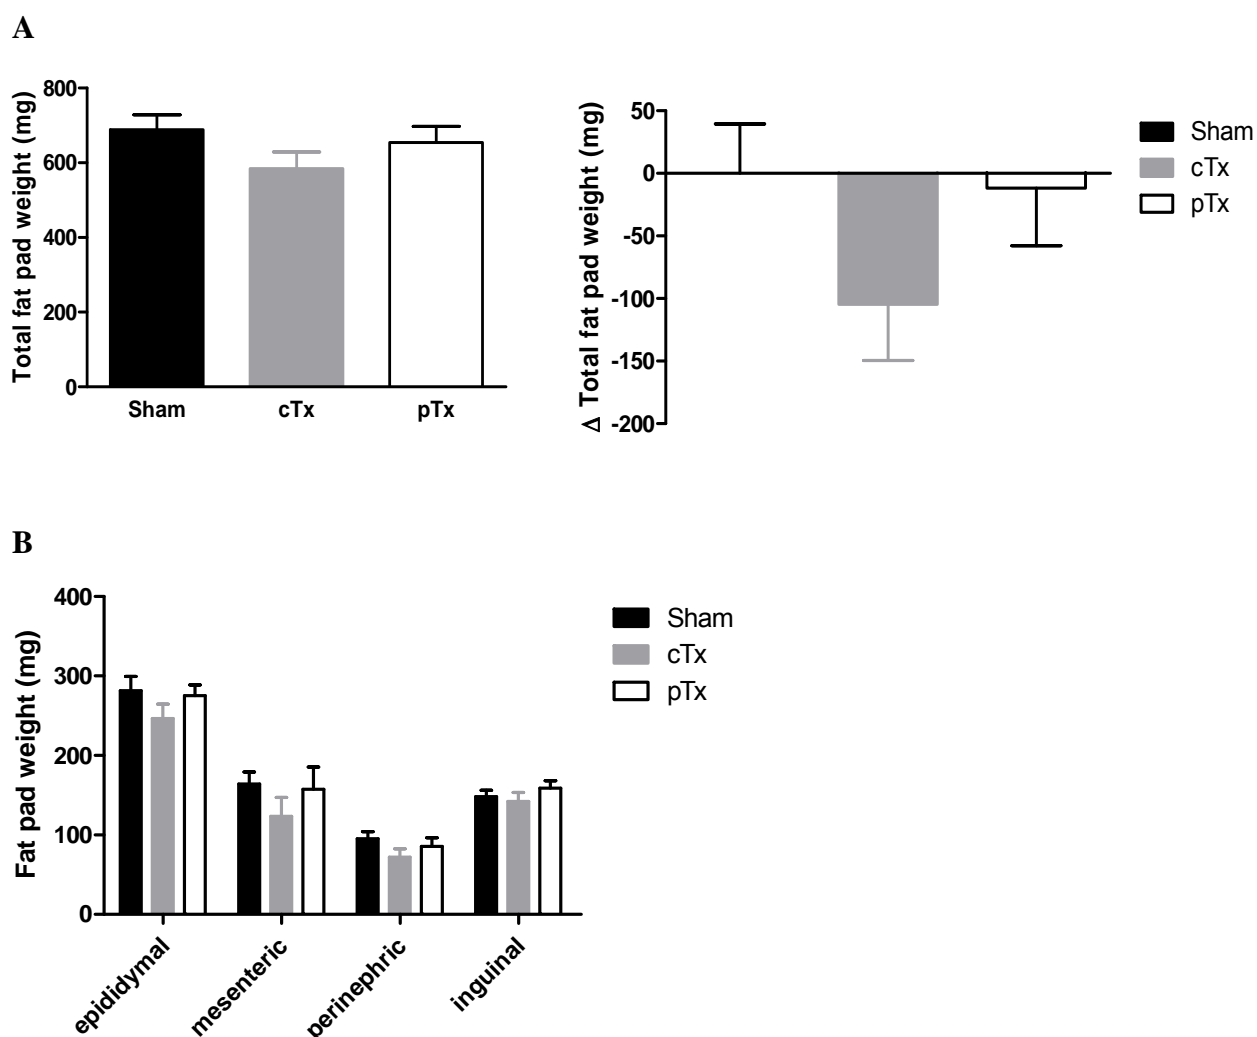 A
Total fat pad weight (mg)
800
600
400
200
0
Sham
cTx
pTx
Δ Total fat pad weight (mg)
50
0
-50
-100
-150
-200
Sham
cTx
pTx
B
Fat pad weight (mg)
400
300
200
100
0
epididymal
mesenteric
perinephric
inguinal
Sham
cTx
pTx